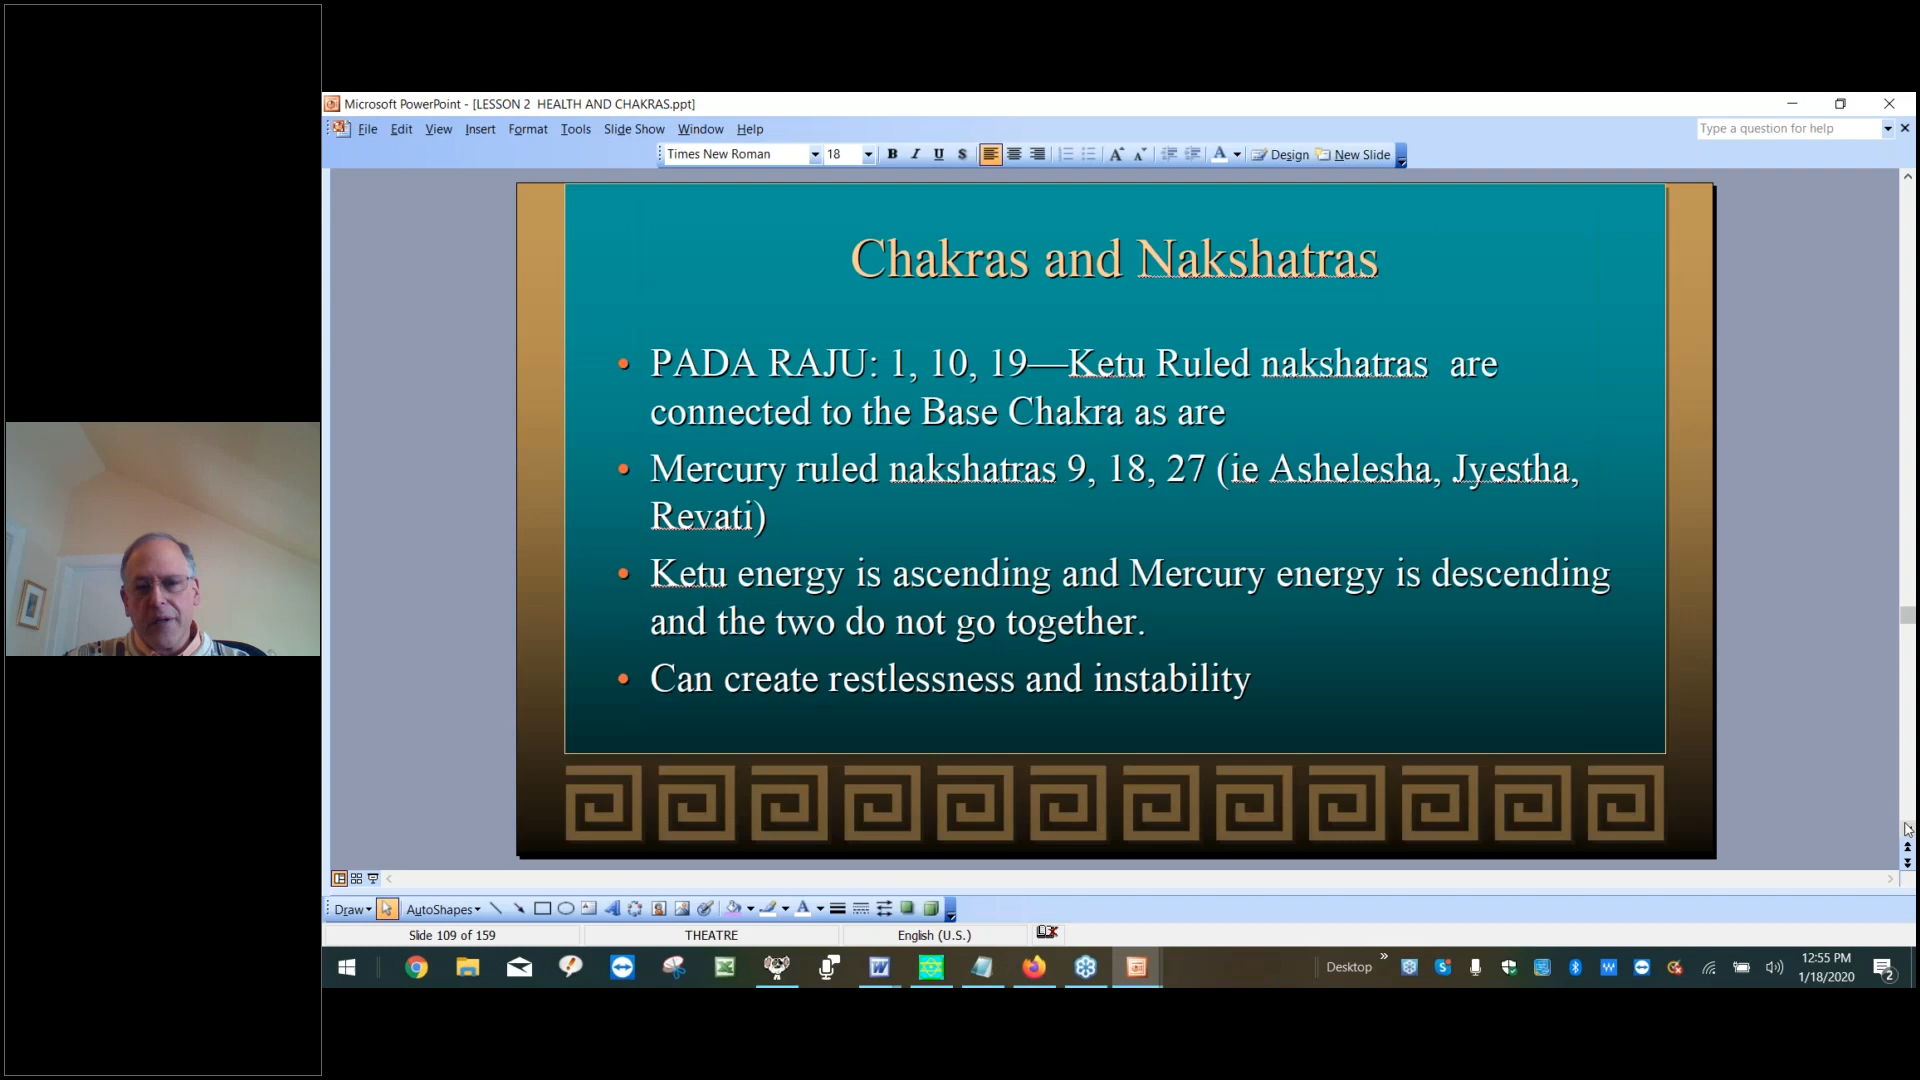 Microsoft PowerPoint - [LESSON 2  HEALTH AND CHAKRAS.ppt]
File Edit View Insert Format Tools Slide Show Window Help
Type a question for help
Times New Roman 18 B I U S A A A Design New Slide
Chakras and Nakshatras
• PADA RAJU: 1, 10, 19—Ketu Ruled nakshatras  are
connected to the Base Chakra as are
• Mercury ruled nakshatras 9, 18, 27 (ie Ashelesha, Jyestha,
Revati)
• Ketu energy is ascending and Mercury energy is descending
and the two do not go together.
• Can create restlessness and instability
Draw AutoShapes A
Slide 109 of 159 THEATRE English (U.S.)
Desktop
12:55 PM
1/18/2020
2